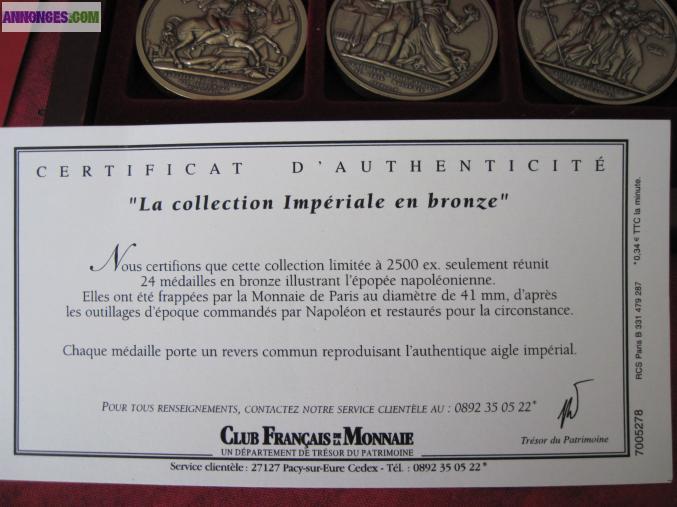 ANNONGES.COM
CERTIFICAT D'AUTHENTICITÉ
"La collection Impériale en bronze"
Nous certifions que cette collection limitée à 2500 ex. seulement réunit
24 médailles en bronze illustrant l'épopée napoléonienne.
Elles ont été frappées par la Monnaie de Paris au diamètre de 41 mm, d'après
les outillages d'époque commandés par Napoléon et restaurés pour la circonstance.
Chaque médaille porte un revers commun reproduisant l'authentique aigle impérial.
POUR TOUS RENSEIGNEMENTS, CONTACTEZ NOTRE SERVICE CLIENTÈLE AU : 0892 35 05 22*
CLUB FRANÇAIS DE LA MONNAIE
UN DÉPARTEMENT DE TRÉSOR DU PATRIMOINE
Trésor du Patrimoine
Service clientèle : 27127 Pacy-sur-Eure Cedex - Tél. : 0892 35 05 22*
7005278
RCS Paris B 331 479 287
*0,34 € TTC la minute.